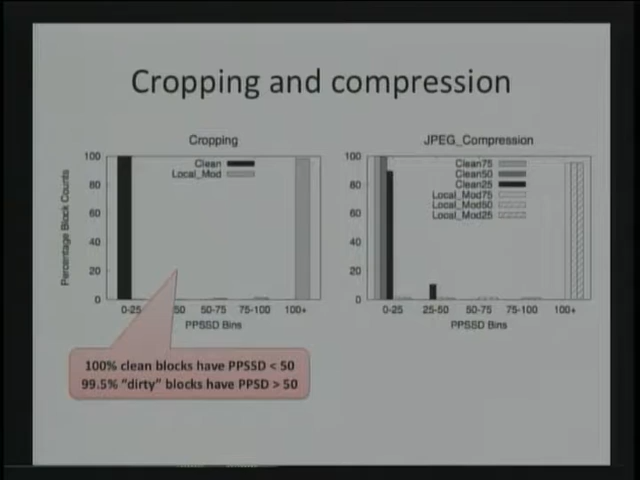 Cropping and compression
Cropping
Percentage Block Counts
100
80
60
40
20
0
Clean
Local_Mod
0-25
50
50-75
75-100
100+
PPSSD Bins
JPEG_Compression
100
80
60
40
20
0
Clean75
Clean50
Clean25
Local_Mod75
Local_Mod50
Local_Mod25
0-25
25-50
50-75
75-100
100+
PPSSD Bins
100% clean blocks have PPSSD < 50
99.5% “dirty” blocks have PPSD > 50